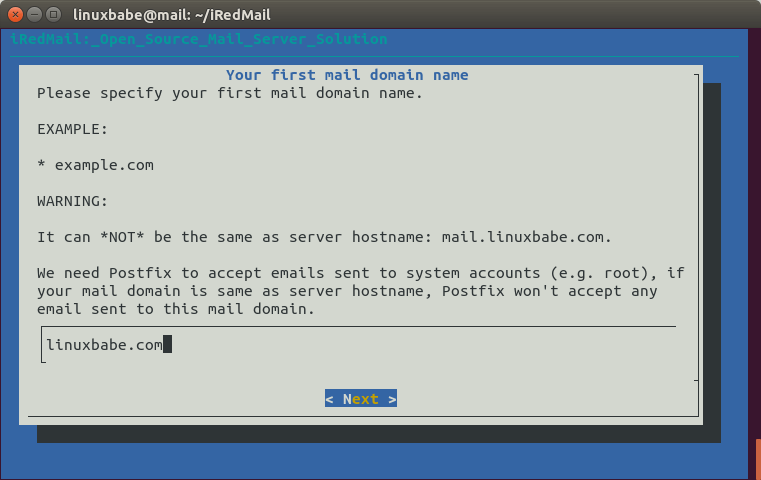 linuxbabe@mail: ~/iRedMail
iRedMail:_Open_Source_Mail_Server_Solution
Your first mail domain name
Please specify your first mail domain name.
EXAMPLE:
* example.com
WARNING:
It can *NOT* be the same as server hostname: mail.linuxbabe.com.
We need Postfix to accept emails sent to system accounts (e.g. root), if
your mail domain is same as server hostname, Postfix won't accept any
email sent to this mail domain.
linuxbabe.com
< Next >